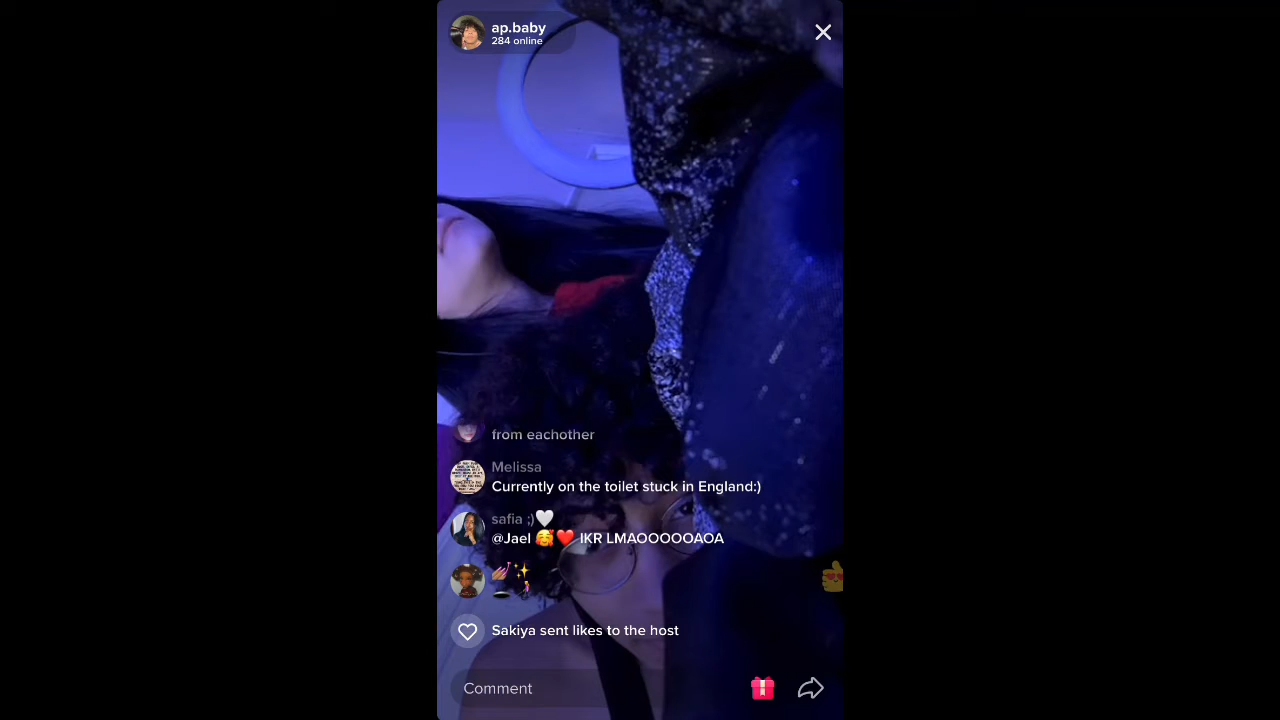 ap.baby
284 online
from eachother
Melissa
Currently on the toilet stuck in England:)
safia ;)🤍
@Jael 🥰❤️ IKR LMAOOOOOAOA
💅🏽✨
Sakiya sent likes to the host
Comment